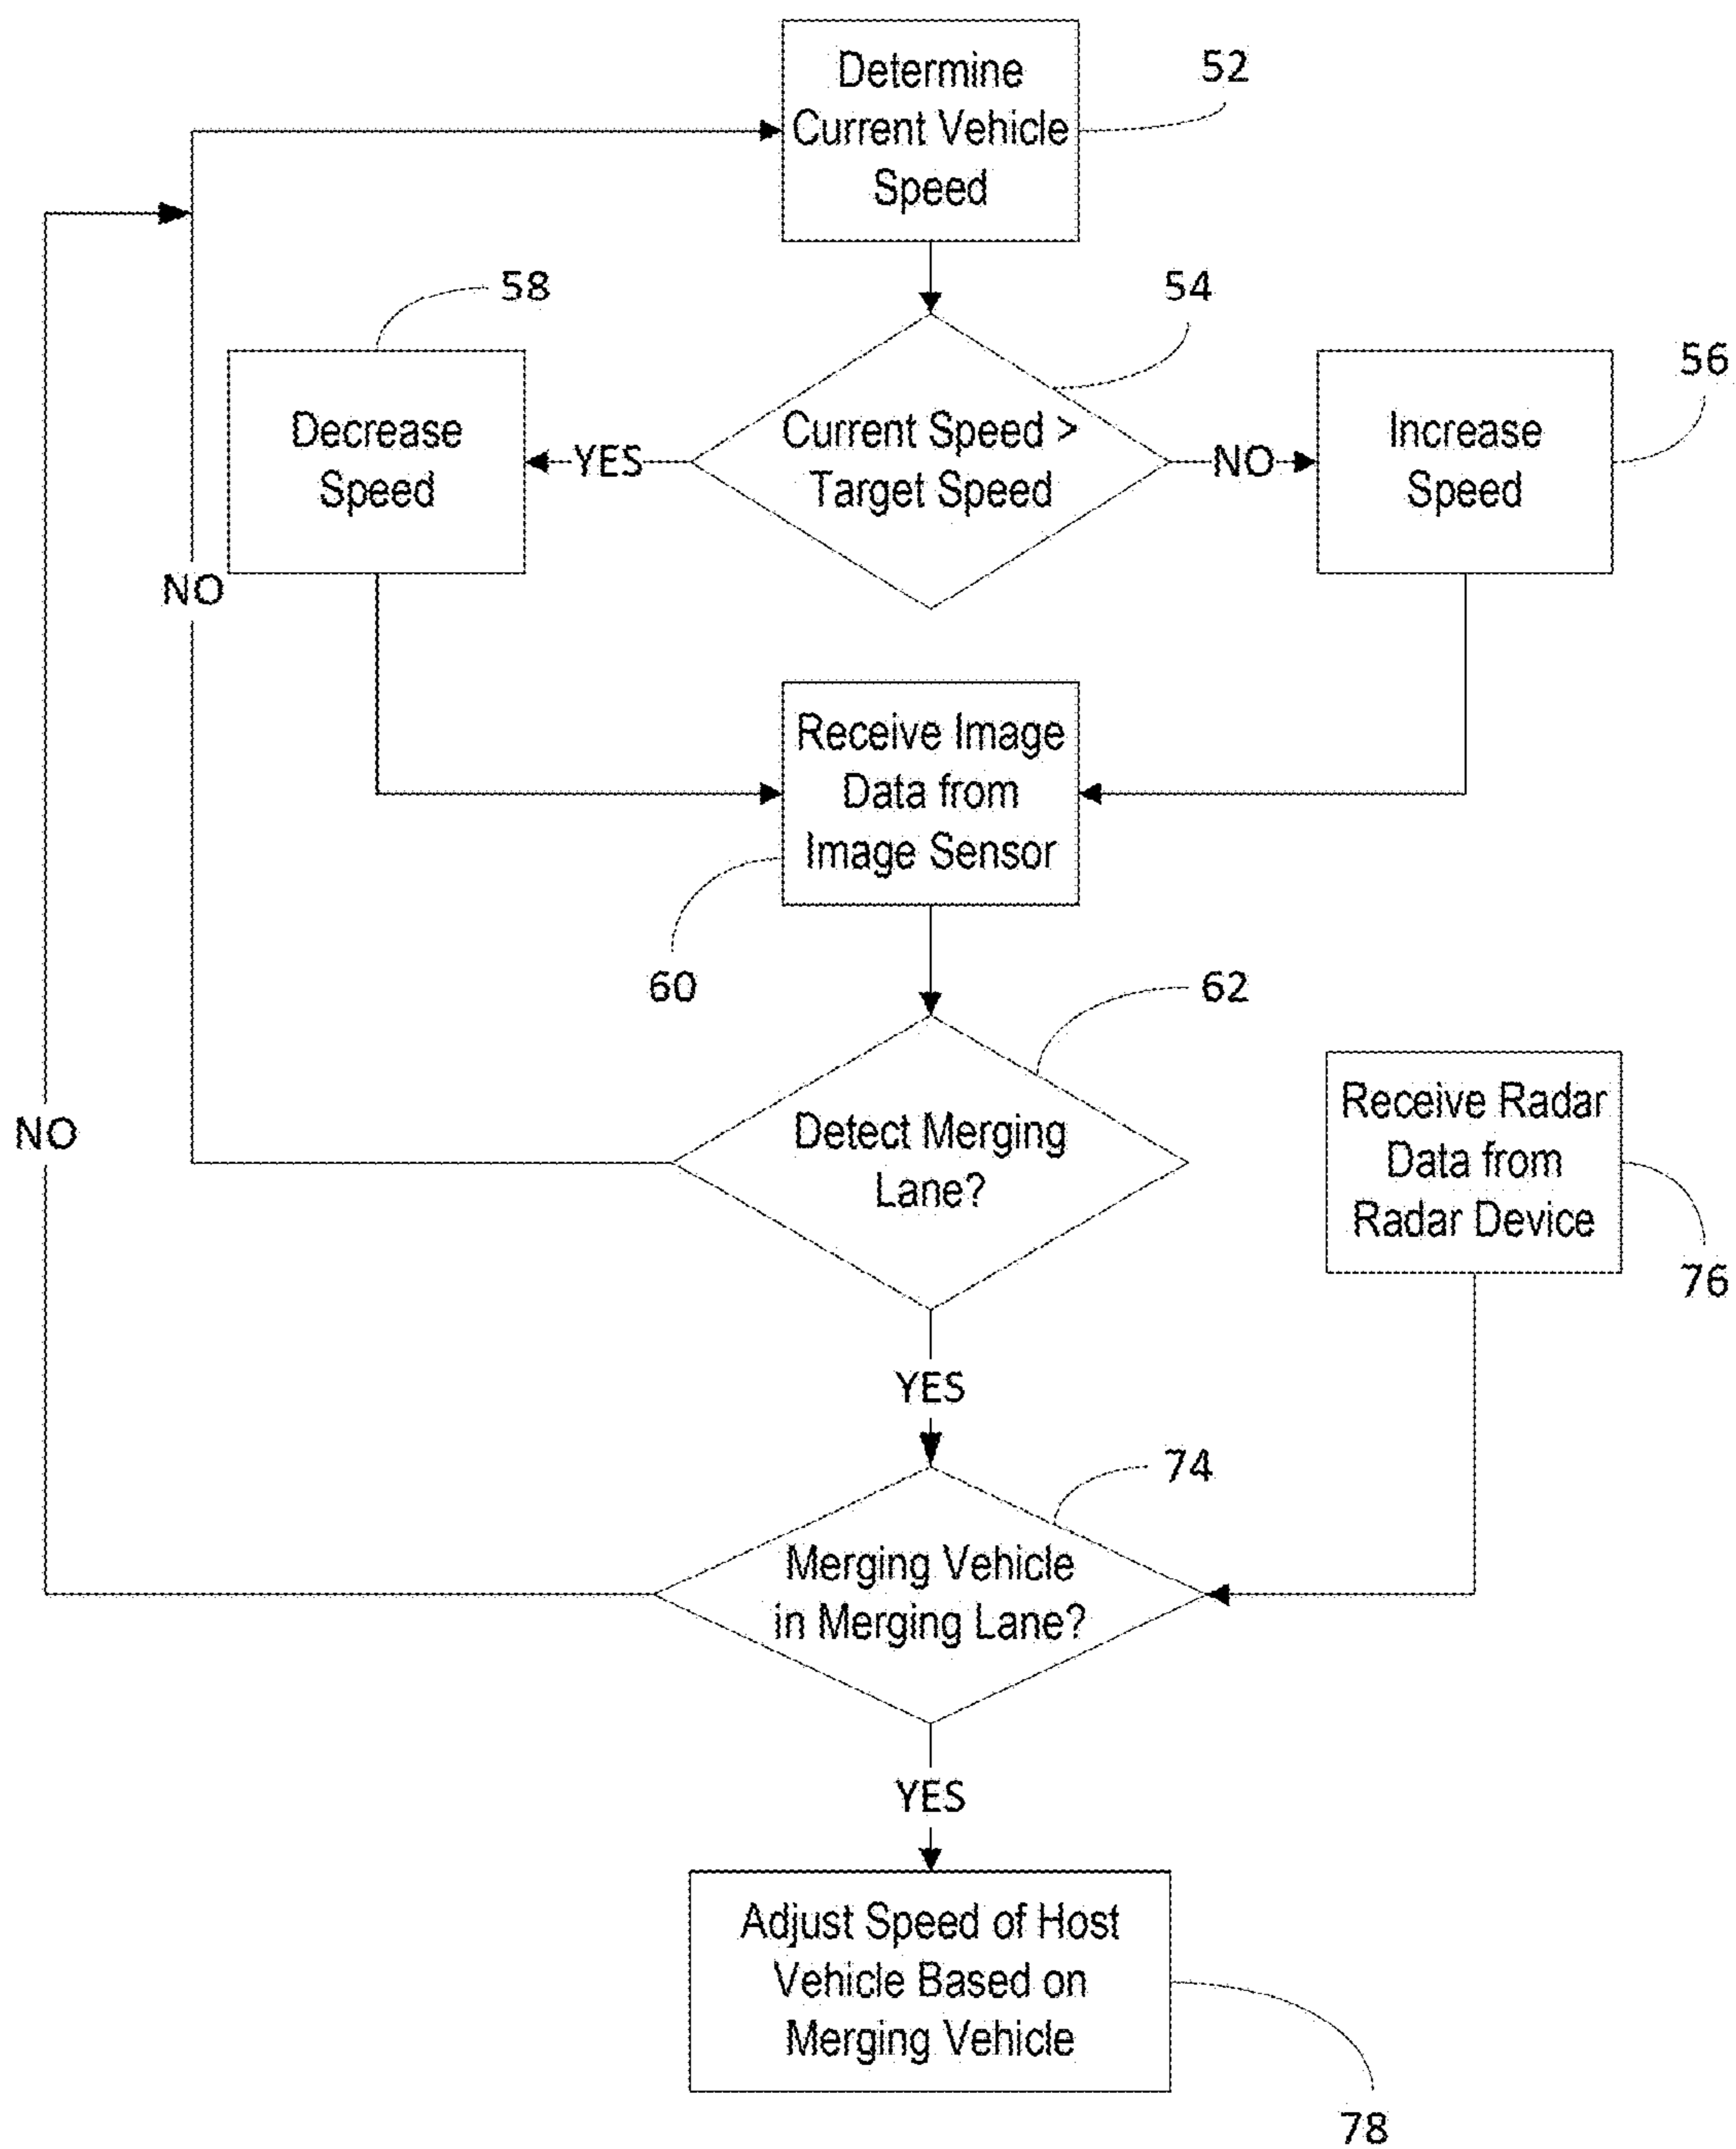 Determine
Current Vehicle
Speed
52
58
54
56
Decrease
Speed
YES
Current Speed >
Target Speed
NO
Increase
Speed
NO
Receive Image
Data from
Image Sensor
60
62
NO
Detect Merging
Lane?
Receive Radar
Data from
Radar Device
76
YES
74
Merging Vehicle
in Merging Lane?
YES
Adjust Speed of Host
Vehicle Based on
Merging Vehicle
78